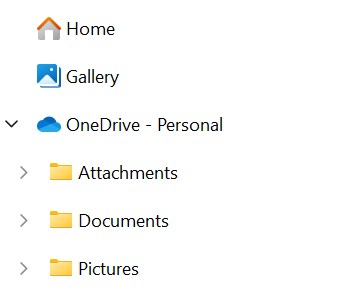 Home
Gallery
OneDrive - Personal
Attachments
Documents
Pictures